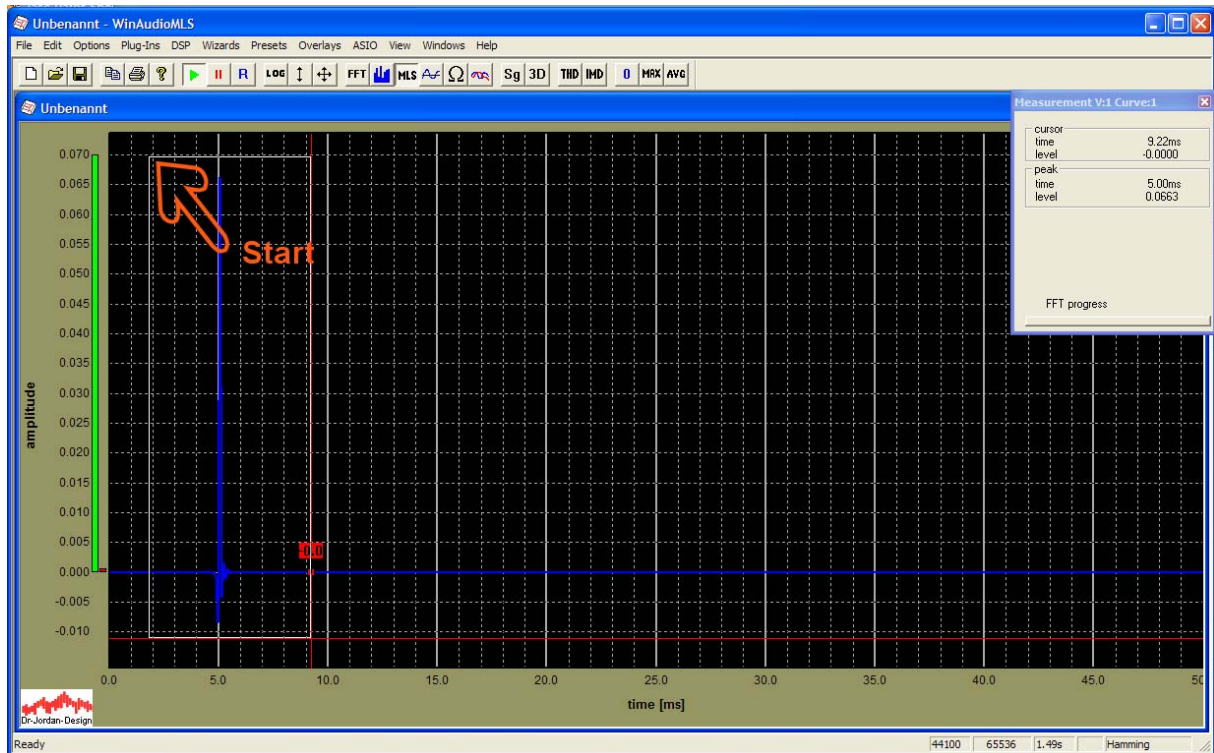 Unbenannt - WinAudioMLS
File Edit Options Plug-Ins DSP Wizards Presets Overlays ASIO View Windows Help
R LOG FFT MLS Ω Sg 3D THD IMD 0 MAX AVG
Unbenannt
Measurement V:1 Curve:1
cursor
time 9.22ms
level -0.0000
peak
time 5.00ms
level 0.0663
FFT progress
0.070
0.065
0.060
0.055
0.050
0.045
0.040
0.035
0.030
0.025
0.020
0.015
0.010
0.005
0.000
-0.005
-0.010
amplitude
Start
-0.0
0.0 5.0 10.0 15.0 20.0 25.0 30.0 35.0 40.0 45.0 50
time [ms]
Dr-Jordan-Design
Ready 44100 65536 1.49s Hamming